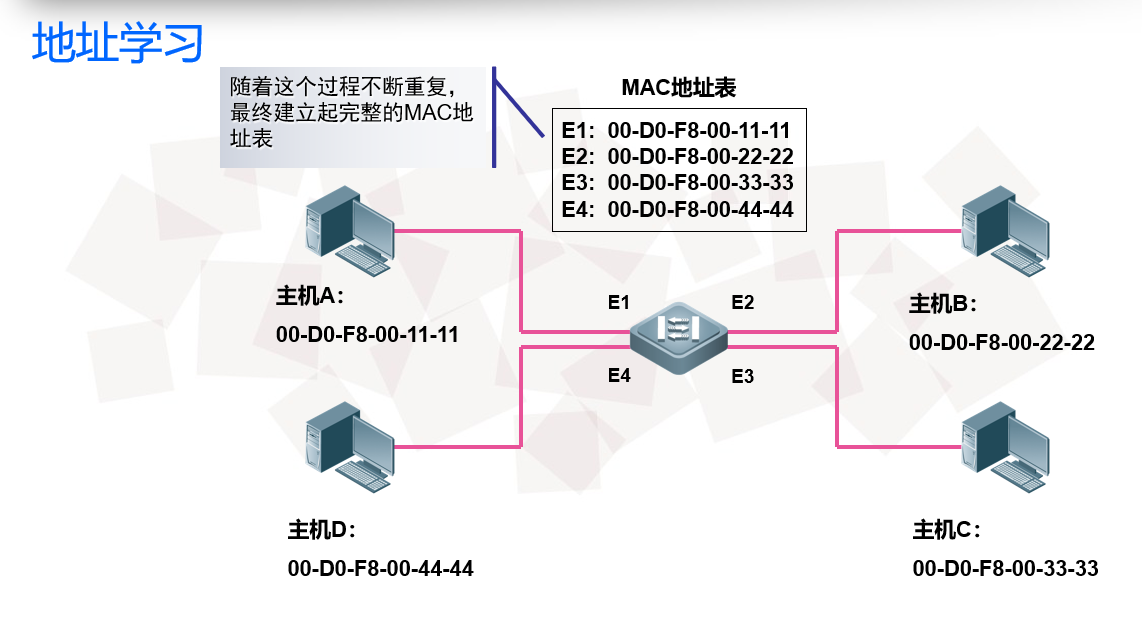 地址学习
随着这个过程不断重复，
最终建立起完整的MAC地
址表
MAC地址表
E1: 00-D0-F8-00-11-11
E2: 00-D0-F8-00-22-22
E3: 00-D0-F8-00-33-33
E4: 00-D0-F8-00-44-44
主机A：
00-D0-F8-00-11-11
E1
E2
主机B：
00-D0-F8-00-22-22
E4
E3
主机D：
00-D0-F8-00-44-44
主机C：
00-D0-F8-00-33-33